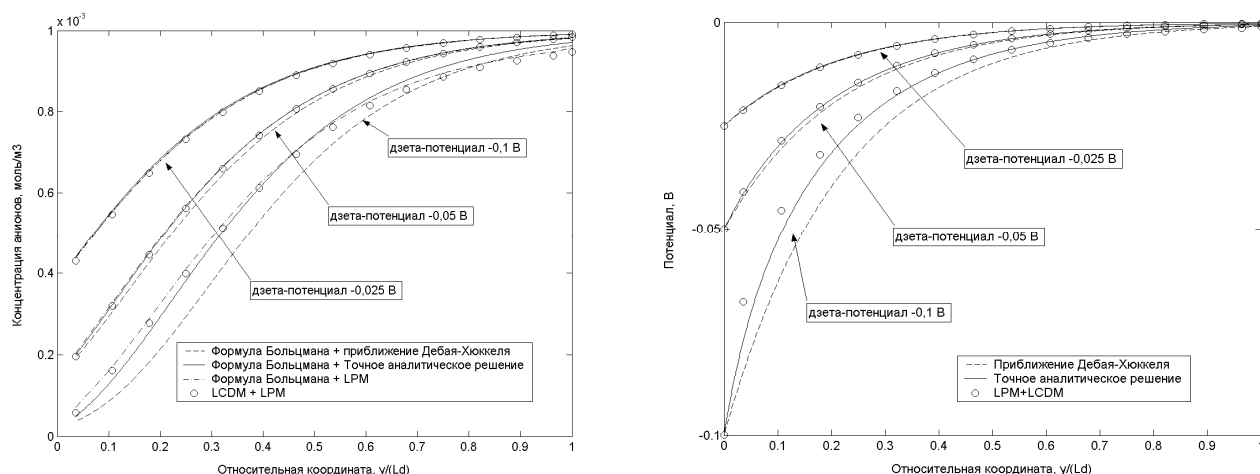 x 10-3
1
0.8
0.6
0.4
0.2
0
Концентрация анионов, моль/м3
дзета-потенциал -0,1 В
дзета-потенциал -0,05 В
дзета-потенциал -0,025 В
Формула Больцмана + приближение Дебая-Хюккеля
Формула Больцмана + Точное аналитическое решение
Формула Больцмана + LPM
LCDM + LPM
0 0.1 0.2 0.3 0.4 0.5 0.6 0.7 0.8 0.9 1
Относительная координата, y/(Ld)
0
-0.05
-0.1
Потенциал, В
дзета-потенциал -0,025 В
дзета-потенциал -0,05 В
дзета-потенциал -0,1 В
Приближение Дебая-Хюккеля
Точное аналитическое решение
LPM+LCDM
0 0.1 0.2 0.3 0.4 0.5 0.6 0.7 0.8 0.9 1
Относительная координата, y/(Ld)